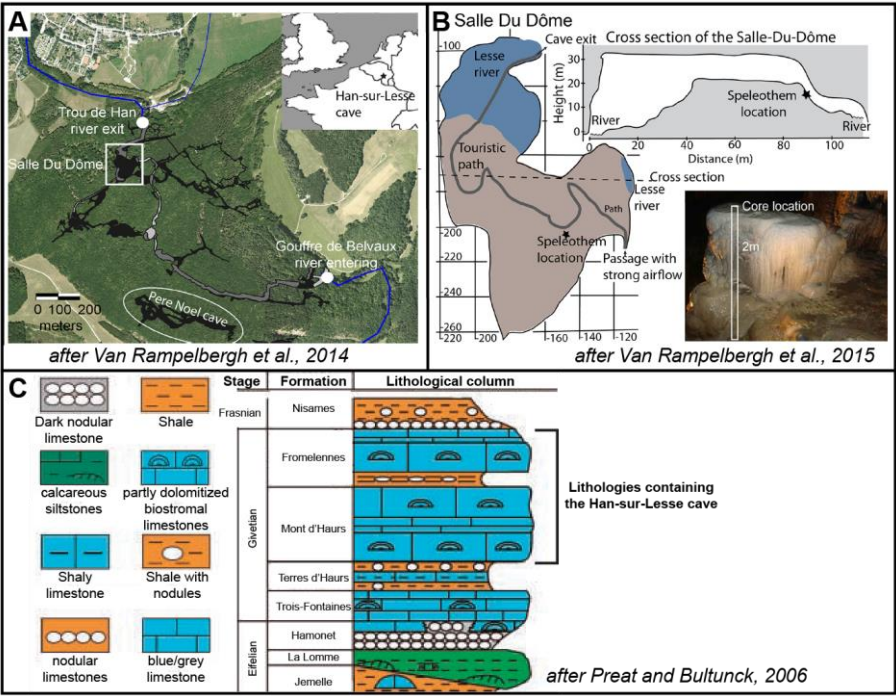 A
Trou de Han
river exit
Salle Du Dôme
Han-sur-Lesse
cave
Gouffre de Belvaux
river entering
0 100 200
meters
Pere Noel cave
after Van Rampelbergh et al., 2014
B
Salle Du Dôme
-100
Lesse
river
Cave exit
Touristic
path
Cross section
Lesse
river
Path
Speleothem
location
Passage with
strong airflow
-200
-220
-240
-260
-220
-200
-180
-160
-140
-120
Cross section of the Salle-Du-Dôme
Height (m)
30
20
10
0
River
Speleothem
location
River
0 20 40 60 80 100
Distance (m)
Core location
2m
after Van Rampelbergh et al., 2015
C
Dark nodular
limestone
Shale
calcareous
siltstones
partly dolomitized
biostromal
limestones
Shaly
limestone
Shale with
nodules
nodular
limestones
blue/grey
limestone
Stage Formation Lithological column
Frasnian
Nisames
Givetian
Fromelennes
Mont d'Haurs
Terres d'Haurs
Trois-Fontaines
Eifelian
Hamonet
La Lomme
Jemelle
Lithologies containing
the Han-sur-Lesse cave
after Preat and Bultunck, 2006